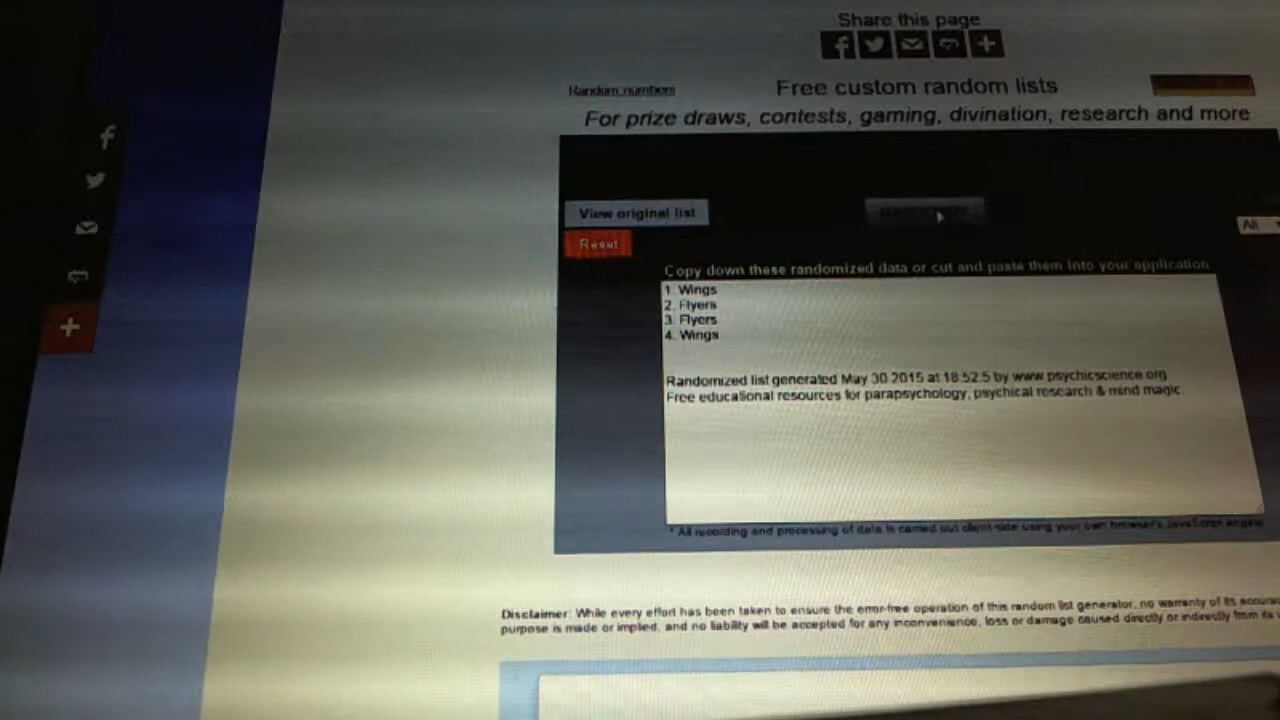 Share this page
Random numbers
Free custom random lists
For prize draws, contests, gaming, divination, research and more
View original list
All
Reset
Copy down these randomized data or cut and paste them into your application
1. Wings
2. Flyers
3. Flyers
4. Wings
Randomized list generated May 30 2015 at 18:52:5 by www.psychicscience.org
Free educational resources for parapsychology, psychical research & mind magic.
* All recording and processing of data is carried out client-side using your own browser's JavaScript engine
Disclaimer: While every effort has been taken to ensure the error-free operation of this random list generator, no warranty of its
purpose is made or implied, and no liability will be accepted for any inconvenience, loss or damage caused directly or indirectly from its